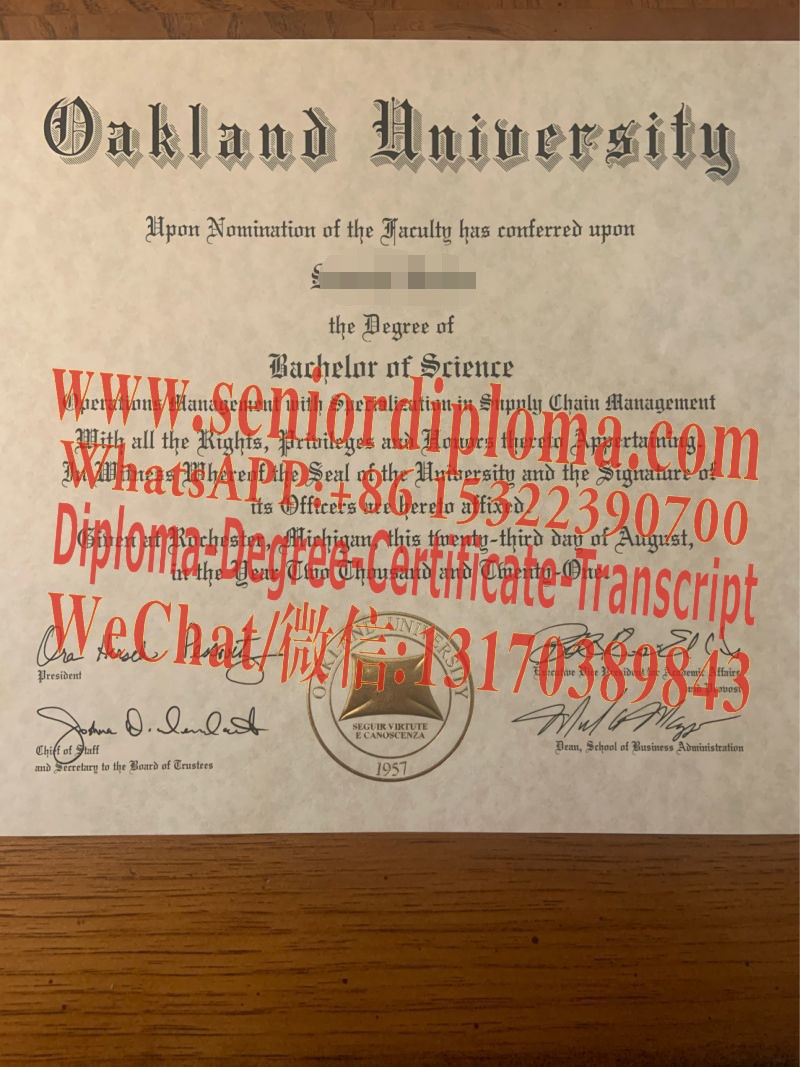 Oakland University
Upon Nomination of the Faculty has conferred upon
the Degree of
Bachelor of Science
www.seniordiploma.com
Operations Management with Specialization in Supply Chain Management
With all the Rights, Privileges and Honors thereto Appertaining.
WhatsAPP:+86 15322390700
In Witness Whereof the Seal of the University and the Signature of
its Officers are hereto affixed.
Diploma-Degree-Certificate-Transcript
Given at Rochester, Michigan, this twenty-third day of August,
in the Year Two Thousand and Twenty-One.
WeChat/微信:13170389843
OAKLAND UNIVERSITY
President
Executive Vice President for Academic Affairs
and Provost
SEGUIR VIRTUTE
E CANOSCENZA
1957
Chief of Staff
and Secretary to the Board of Trustees
Dean, School of Business Administration